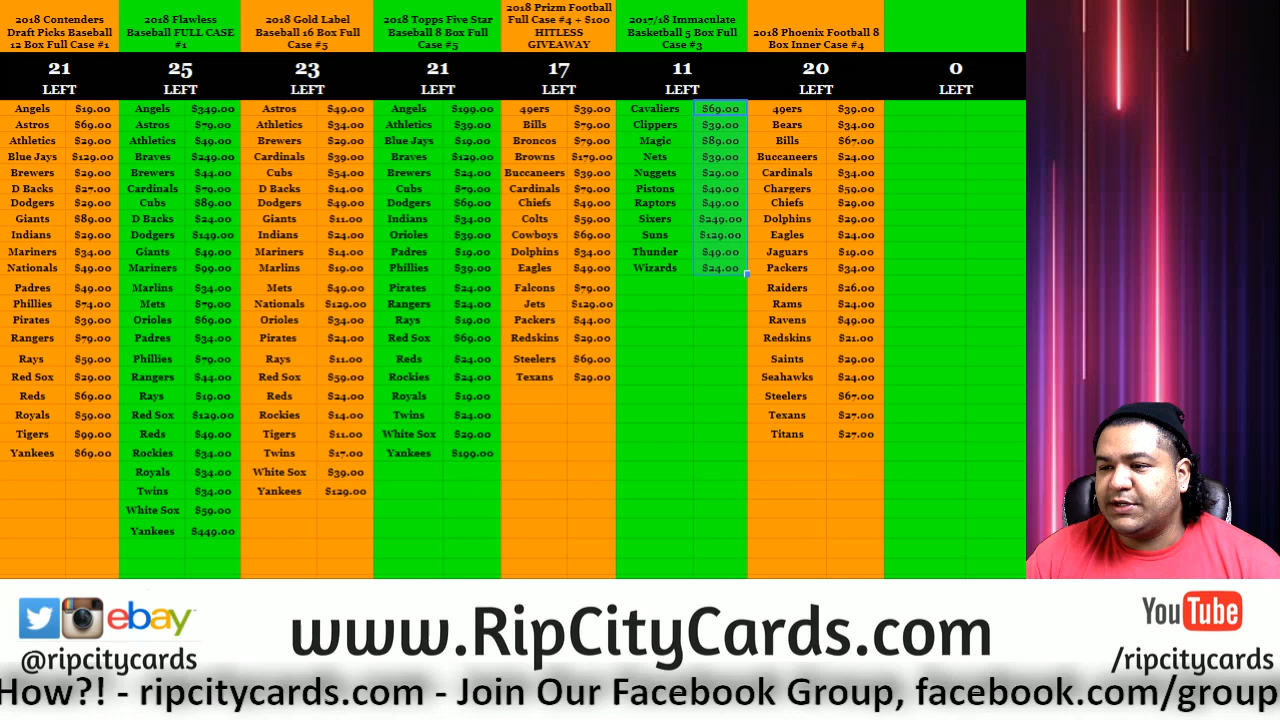 2018 Contenders
Draft Picks Baseball
12 Box Full Case #1
21
LEFT
Angels $19.00
Astros $69.00
Athletics $29.00
Blue Jays $129.00
Brewers $29.00
D Backs $27.00
Dodgers $29.00
Giants $89.00
Indians $29.00
Mariners $34.00
Nationals $49.00
Padres $49.00
Phillies $74.00
Pirates $39.00
Rangers $79.00
Rays $59.00
Red Sox $29.00
Reds $69.00
Royals $59.00
Tigers $99.00
Yankees $69.00
2018 Flawless
Baseball FULL CASE
#1
25
LEFT
Angels $349.00
Astros $79.00
Athletics $49.00
Braves $249.00
Brewers $44.00
Cardinals $79.00
Cubs $89.00
D Backs $24.00
Dodgers $149.00
Giants $49.00
Mariners $99.00
Marlins $34.00
Mets $79.00
Orioles $69.00
Padres $34.00
Phillies $79.00
Rangers $44.00
Rays $19.00
Red Sox $129.00
Reds $49.00
Rockies $34.00
Royals $34.00
Twins $34.00
White Sox $59.00
Yankees $449.00
2018 Gold Label
Baseball 16 Box Full
Case #5
23
LEFT
Astros $49.00
Athletics $34.00
Brewers $29.00
Cardinals $39.00
Cubs $54.00
D Backs $14.00
Dodgers $49.00
Giants $11.00
Indians $24.00
Mariners $14.00
Marlins $19.00
Mets $49.00
Nationals $129.00
Orioles $34.00
Pirates $24.00
Rays $11.00
Red Sox $59.00
Reds $24.00
Rockies $14.00
Tigers $11.00
Twins $17.00
White Sox $39.00
Yankees $129.00
2018 Topps Five Star
Baseball 8 Box Full
Case #5
21
LEFT
Angels $199.00
Athletics $39.00
Blue Jays $19.00
Braves $129.00
Brewers $24.00
Cubs $79.00
Dodgers $69.00
Indians $34.00
Orioles $39.00
Padres $19.00
Phillies $39.00
Pirates $24.00
Rangers $24.00
Rays $19.00
Red Sox $69.00
Reds $24.00
Rockies $24.00
Royals $19.00
Twins $24.00
White Sox $29.00
Yankees $199.00
2018 Prizm Football
Full Case #4 + $100
HITLESS
GIVEAWAY
17
LEFT
49ers $39.00
Bills $79.00
Broncos $79.00
Browns $179.00
Buccaneers $39.00
Cardinals $79.00
Chiefs $49.00
Colts $59.00
Cowboys $69.00
Dolphins $34.00
Eagles $49.00
Falcons $79.00
Jets $129.00
Packers $44.00
Redskins $29.00
Steelers $69.00
Texans $29.00
2017/18 Immaculate
Basketball 5 Box Full
Case #3
11
LEFT
Cavaliers $69.00
Clippers $39.00
Magic $89.00
Nets $39.00
Nuggets $29.00
Pistons $49.00
Raptors $49.00
Sixers $249.00
Suns $129.00
Thunder $49.00
Wizards $24.00
2018 Phoenix Football 8
Box Inner Case #4
20
LEFT
49ers $39.00
Bears $34.00
Bills $67.00
Buccaneers $24.00
Cardinals $34.00
Chargers $59.00
Chiefs $29.00
Dolphins $29.00
Eagles $24.00
Jaguars $19.00
Packers $34.00
Raiders $26.00
Rams $24.00
Ravens $49.00
Redskins $21.00
Saints $29.00
Seahawks $24.00
Steelers $67.00
Texans $27.00
Titans $27.00
0
LEFT
ebay
@ripcitycards
www.RipCityCards.com
YouTube
/ripcitycards
How?! - ripcitycards.com - Join Our Facebook Group, facebook.com/group